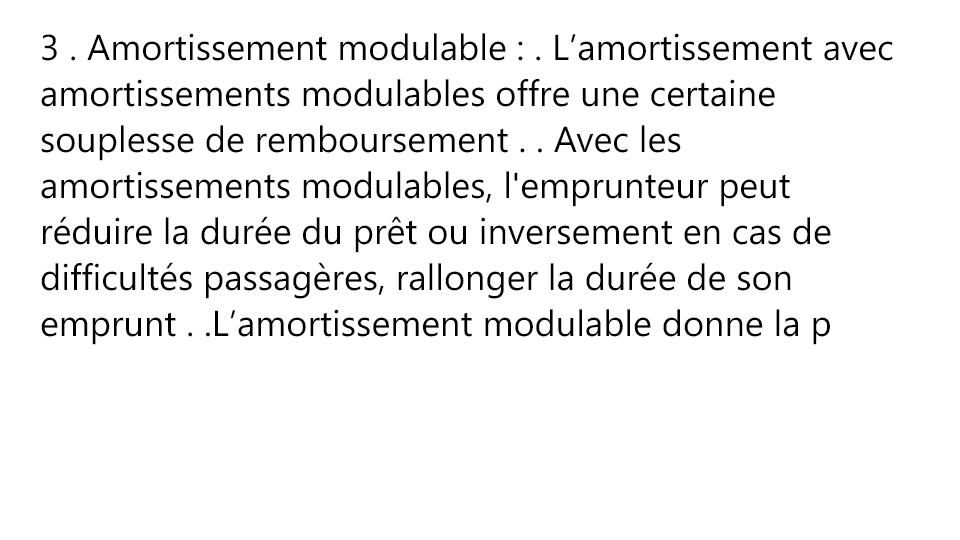 3 . Amortissement modulable : . L’amortissement avec
amortissements modulables offre une certaine
souplesse de remboursement . . Avec les
amortissements modulables, l'emprunteur peut
réduire la durée du prêt ou inversement en cas de
difficultés passagères, rallonger la durée de son
emprunt . .L’amortissement modulable donne la p